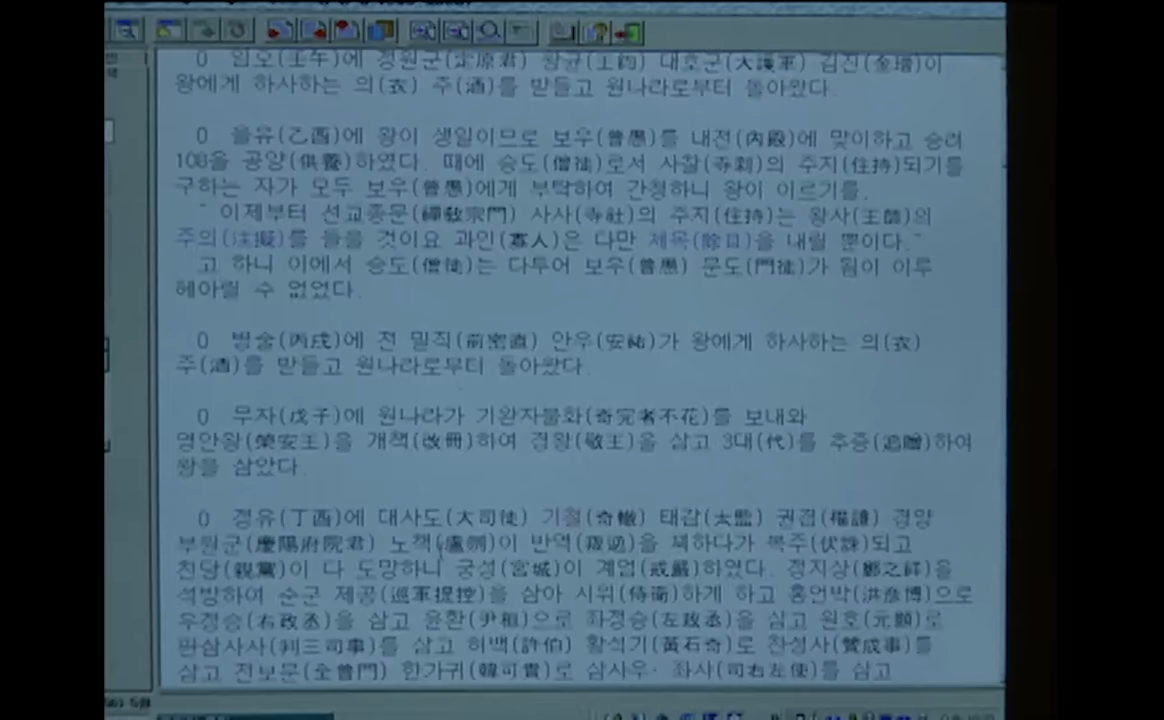 0 임오(壬午)에 정원군(定原君) 왕균(王鈞) 대호군(大護軍) 김진(金瑨)이
왕에게 하사하는 의(衣) 주(酒)를 받들고 원나라로부터 돌아왔다.
0 을유(乙酉)에 왕이 생일이므로 보우(普愚)를 내전(內殿)에 맞이하고 승려
108을 공양(供養)하였다. 때에 승도(僧徒)로서 사찰(寺刹)의 주지(住持)되기를
구하는 자가 모두 보우(普愚)에게 부탁하여 간청하니 왕이 이르기를,
" 이제부터 선교종문(禪敎宗門) 사사(寺社)의 주지(住持)는 왕사(王師)의
주의(注擬)를 들을 것이요 과인(寡人)은 다만 제목(除目)을 내릴 뿐이다."
고 하니 이에서 승도(僧徒)는 다투어 보우(普愚) 문도(門徒)가 됨이 이루
헤아릴 수 없었다.
0 병술(丙戌)에 전 밀직(前密直) 안우(安祐)가 왕에게 하사하는 의(衣)
주(酒)를 받들고 원나라로부터 돌아왔다.
0 무자(戊子)에 원나라가 기완자불화(奇完者不花)를 보내와
영안왕(榮安王)을 개책(改冊)하여 경왕(敬王)을 삼고 3대(代)를 추증(追贈)하여
왕을 삼았다
0 정유(丁酉)에 대사도(大司徒) 기철(奇轍) 태감(太監) 권겸(權謙) 경양
부원군(慶陽府院君) 노책(盧頙)이 반역(叛逆)을 꾀하다가 복주(伏誅)되고
친당(親黨)이 다 도망하니 궁성(宮城)이 계엄(戒嚴)하였다. 정지상(鄭之祥)을
석방하여 순군 제공(巡軍提控)을 삼아 시위(侍衛)하게 하고 홍언박(洪彦博)으로
우정승(右政丞)을 삼고 윤환(尹桓)으로 좌정승(左政丞)을 삼고 원호(元顥)로
판삼사사(判三司事)를 삼고 허백(許伯) 황석기(黃石奇)로 찬성사(贊成事)를
삼고 전보문(全普門) 한가귀(韓可貴)로 삼사우· 좌사(司右左使)를 삼고